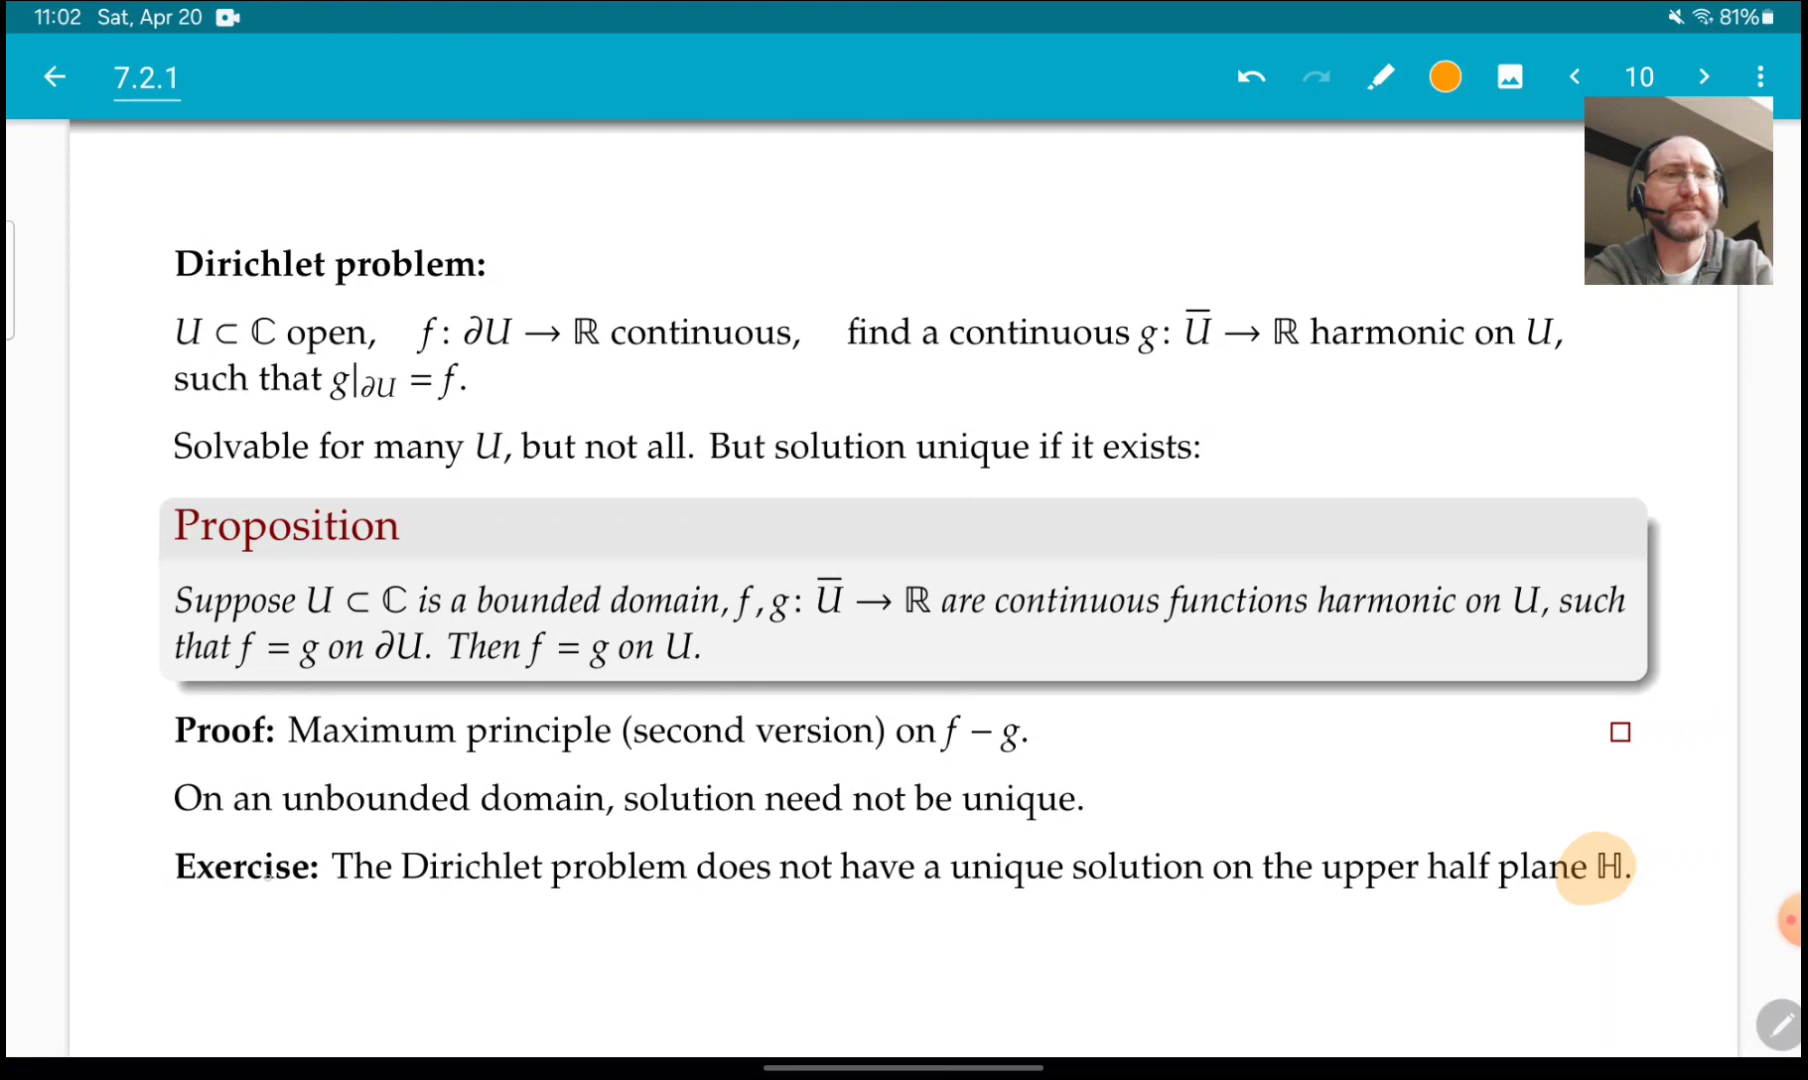 11:02 Sat, Apr 20 81%
7.2.1 10
Dirichlet problem:
U ⊂ ℂ open, f: ∂U → ℝ continuous, find a continuous g: U̅ → ℝ harmonic on U,
such that g|∂U = f.
Solvable for many U, but not all. But solution unique if it exists:
Proposition
Suppose U ⊂ ℂ is a bounded domain, f, g: U̅ → ℝ are continuous functions harmonic on U, such
that f = g on ∂U. Then f = g on U.
Proof: Maximum principle (second version) on f − g. □
On an unbounded domain, solution need not be unique.
Exercise: The Dirichlet problem does not have a unique solution on the upper half plane ℍ.